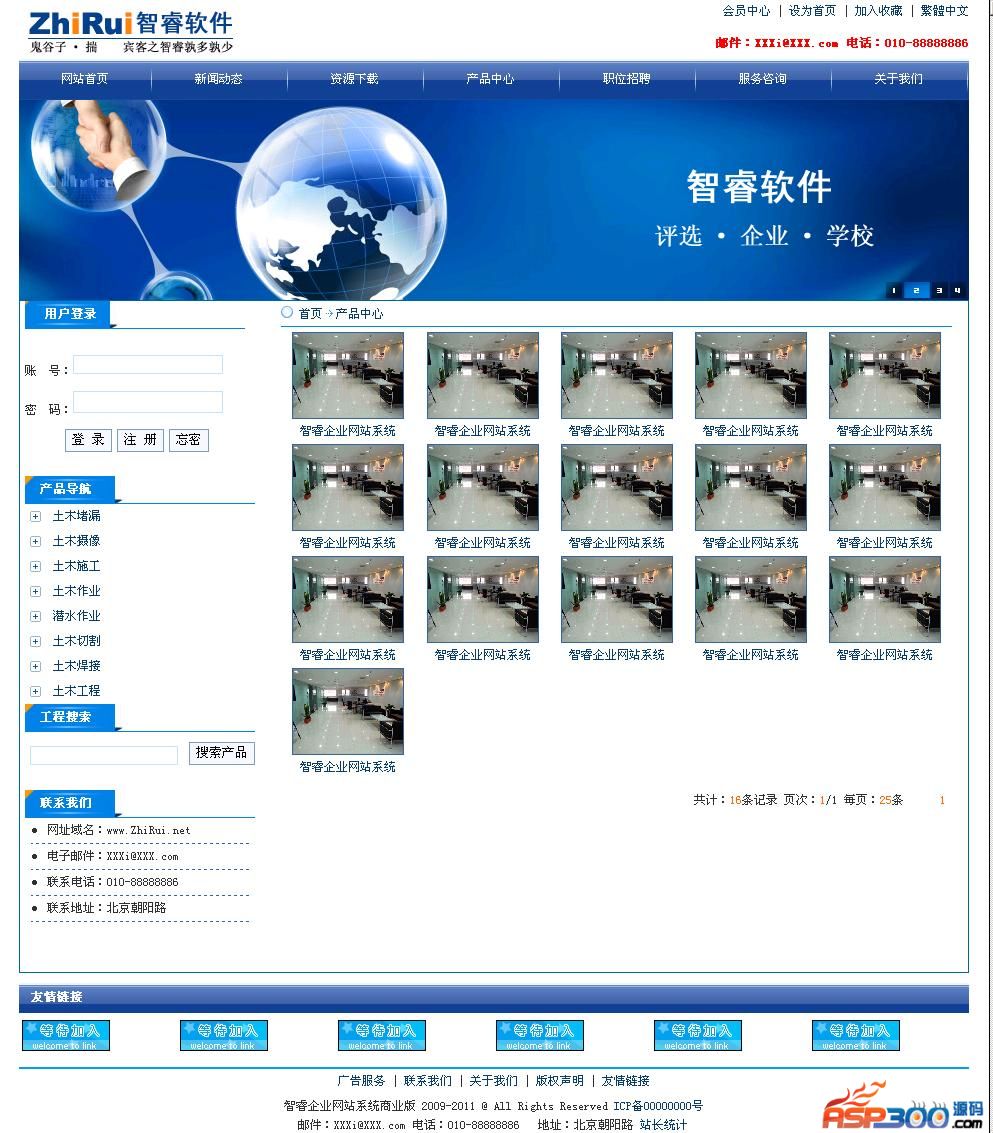 ZhiRui智睿软件
鬼谷子·揣 宾客之智睿孰多孰少
会员中心 | 设为首页 | 加入收藏 | 繁體中文
邮件：XXXi@XXX.com 电话：010-88888886
网站首页 新闻动态 资源下载 产品中心 职位招聘 服务咨询 关于我们
智睿软件
评选 · 企业 · 学校
1 2 3 4
用户登录
账 号：
密 码：
登 录 注 册 忘密
产品导航
土木堵漏
土木摄像
土木施工
土木作业
潜水作业
土木切割
土木焊接
土木工程
工程搜索
搜索产品
联系我们
网址域名：www.ZhiRui.net
电子邮件：XXXi@XXX.com
联系电话：010-88888886
联系地址：北京朝阳路
首页 → 产品中心
智睿企业网站系统 智睿企业网站系统 智睿企业网站系统 智睿企业网站系统 智睿企业网站系统
智睿企业网站系统 智睿企业网站系统 智睿企业网站系统 智睿企业网站系统 智睿企业网站系统
智睿企业网站系统 智睿企业网站系统 智睿企业网站系统 智睿企业网站系统 智睿企业网站系统
智睿企业网站系统
共计：16条记录 页次：1/1 每页：25条 1
友情链接
等待加入 等待加入 等待加入 等待加入 等待加入 等待加入
welcome to link welcome to link welcome to link welcome to link welcome to link welcome to link
广告服务 | 联系我们 | 关于我们 | 版权声明 | 友情链接
智睿企业网站系统商业版 2009-2011 @ All Rights Reserved ICP备00000000号
邮件：XXXi@XXX.com 电话：010-88888886 地址：北京朝阳路 站长统计
ASP300源码.com